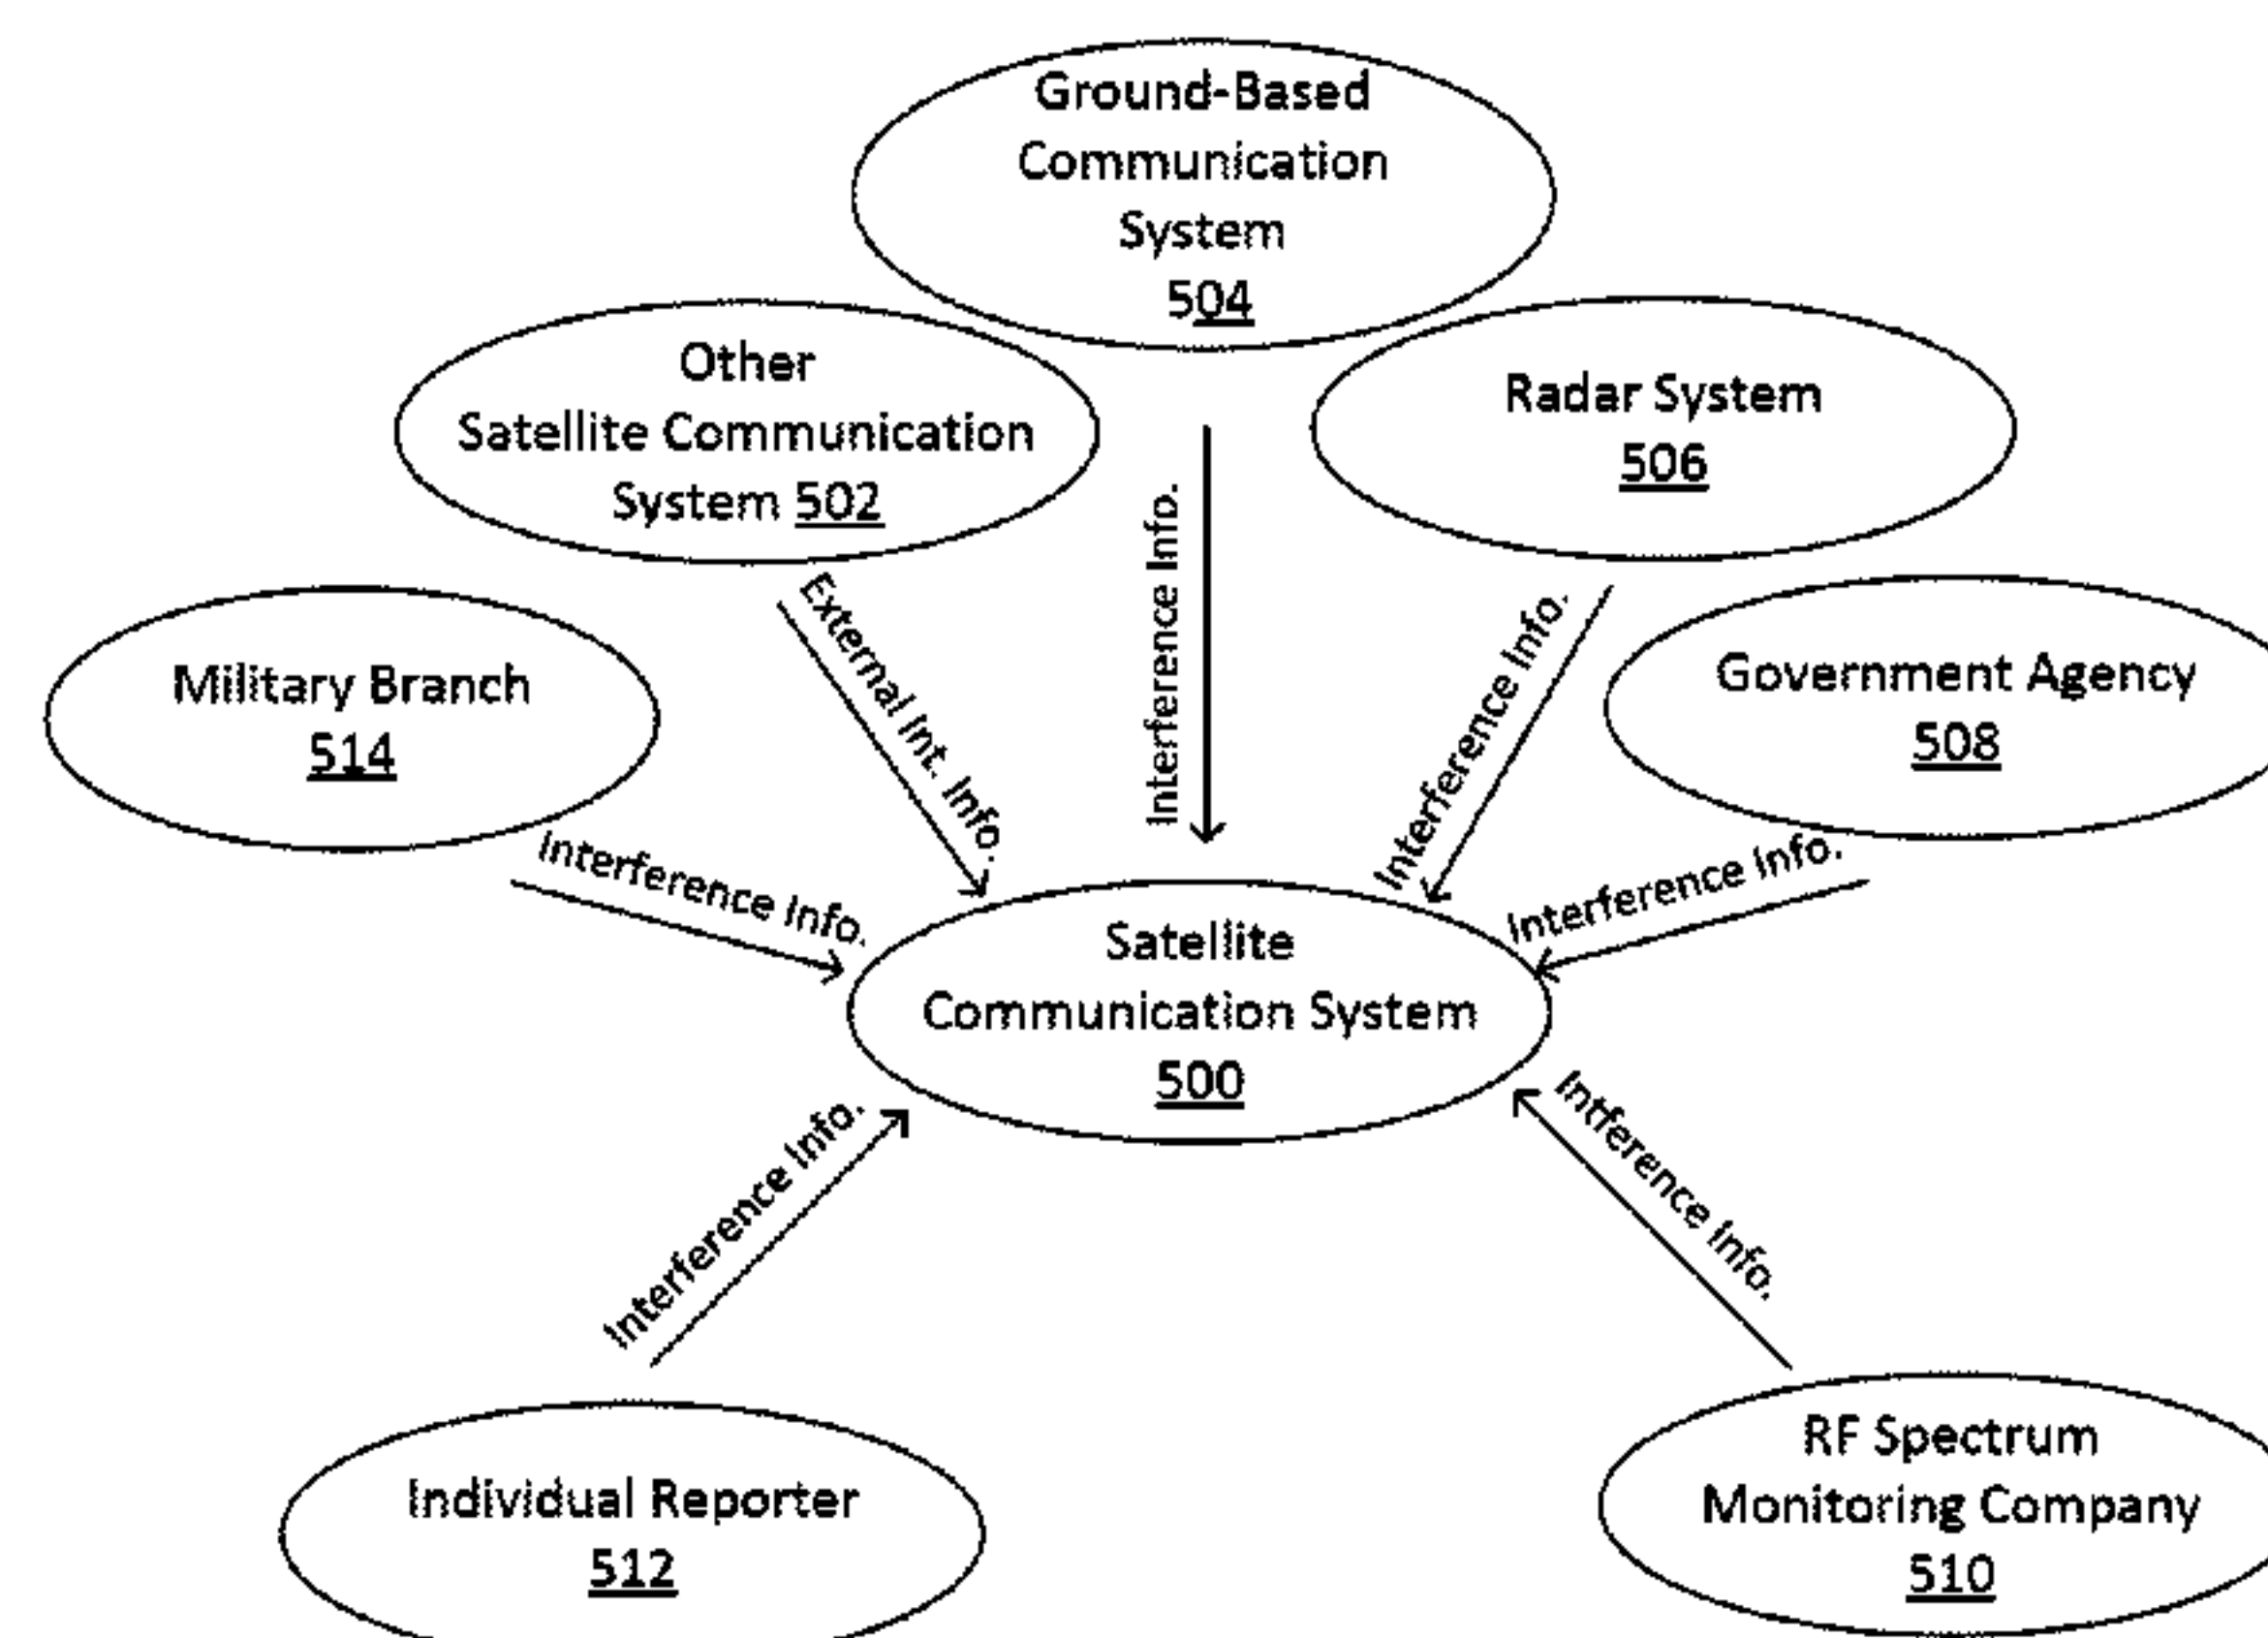 Ground-Based
Communication
System
504
Other
Satellite Communication
System 502
Radar System
506
Military Branch
514
Government Agency
508
External Int. Info.
Interference Info.
Interference Info.
Interference Info.
Interference Info.
Satellite
Communication System
500
Interference Info.
Intference Info.
Individual Reporter
512
RF Spectrum
Monitoring Company
510